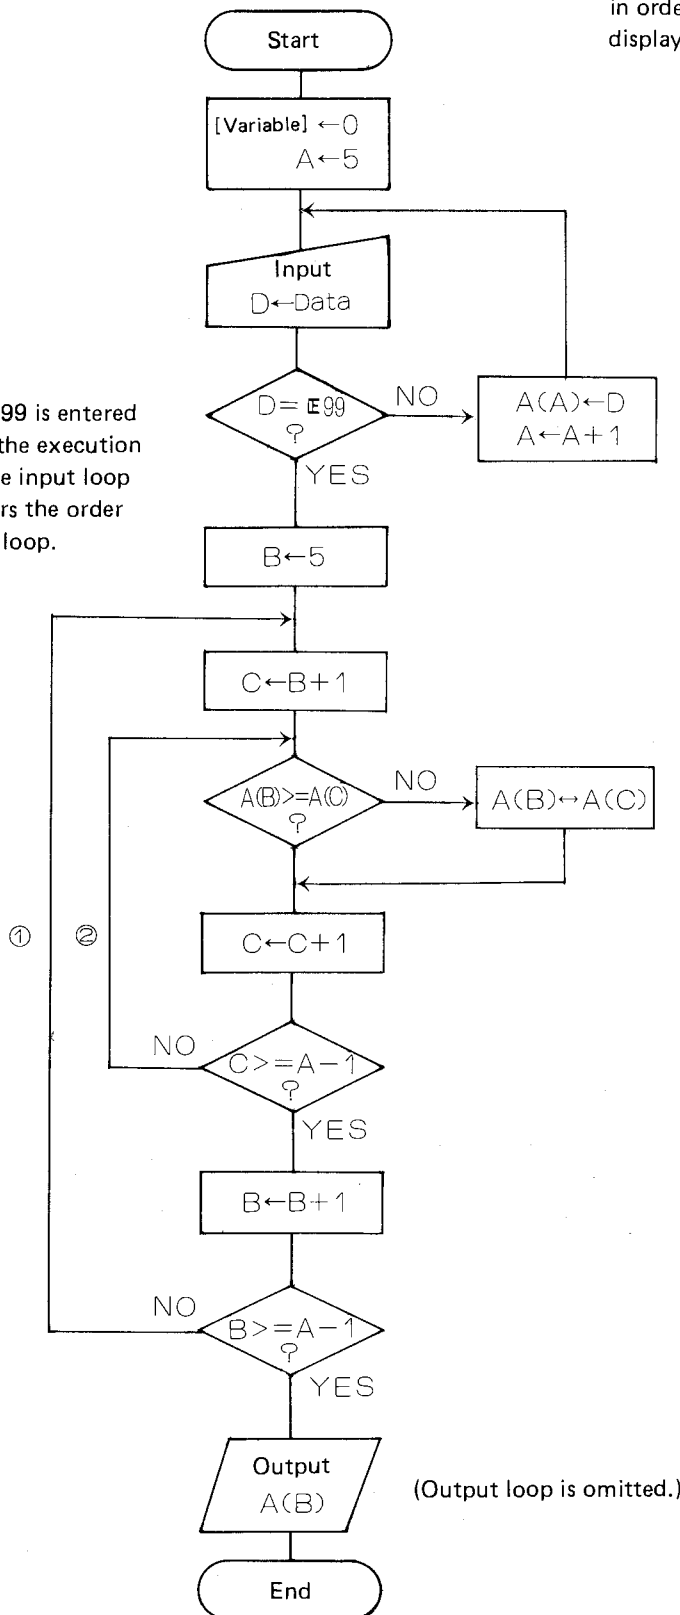 in orde
display
Start
[Variable] ←0
A←5
Input
D←Data
D=E99
?
NO
A(A)←D
A←A+1
YES
99 is entered
the execution
e input loop
rs the order
loop.
B←5
C←B+1
A(B)>=A(C)
?
NO
A(B)↔A(C)
① ②
C←C+1
NO
C>=A−1
?
YES
B←B+1
NO
B>=A−1
?
YES
Output
A(B)
(Output loop is omitted.)
End